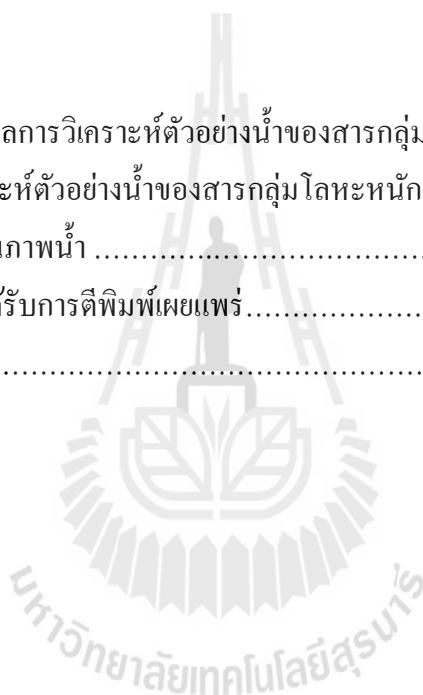 ลการวิเคราะห์ตัวอย่างน้ำของสารกลุ่ม
ะห์ตัวอย่างน้ำของสารกลุ่มโลหะหนัก
ภาพน้ำ ........................................
รับการตีพิมพ์เผยแพร่......................
....................................................
มหาวิทยาลัยเทคโนโลยีสุรนารี